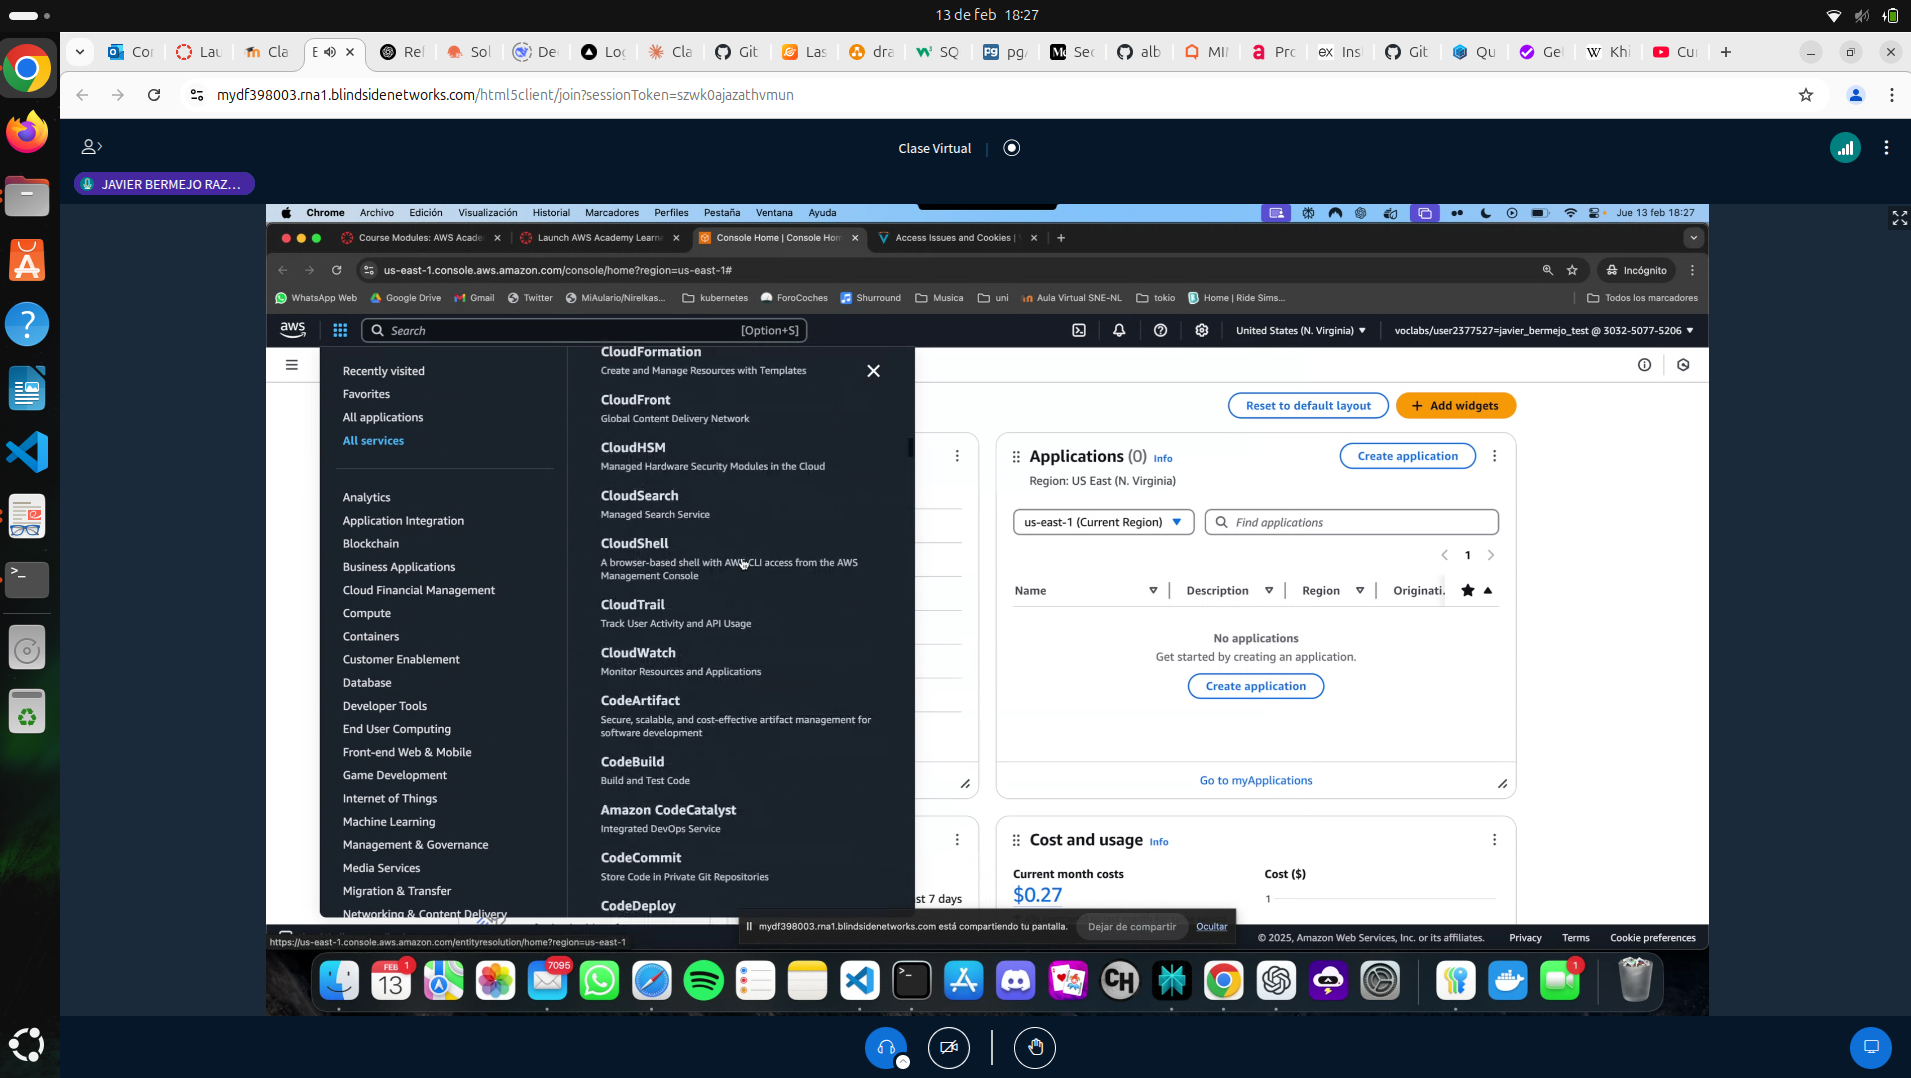 13 de feb 18:27
Cor
Lau
Cla
E
Ref
Sol
Dee
Log
Cla
Git
Las
dra
SQ
pgA
Sec
alb
MIN
Pro
Inst
Git
Qu
Gel
Khi
Cur
mydf398003.rna1.blindsidenetworks.com/html5client/join?sessionToken=szwk0ajazathvmun
Clase Virtual
JAVIER BERMEJO RAZ...
Chrome Archivo Edición Visualización Historial Marcadores Perfiles Pestaña Ventana Ayuda
Jue 13 feb 18:27
Course Modules: AWS Acade
Launch AWS Academy Learne
Console Home | Console Hom
Access Issues and Cookies |
us-east-1.console.aws.amazon.com/console/home?region=us-east-1#
Incógnito
WhatsApp Web Google Drive Gmail Twitter MiAulario/Nirelkas... kubernetes ForoCoches Shurround Musica uni Aula Virtual SNE-NL tokio Home | Ride Sims...
Todos los marcadores
aws
Search [Option+S]
United States (N. Virginia)
voclabs/user2377527=javier_bermejo_test @ 3032-5077-5206
Recently visited
Favorites
All applications
All services
Analytics
Application Integration
Blockchain
Business Applications
Cloud Financial Management
Compute
Containers
Customer Enablement
Database
Developer Tools
End User Computing
Front-end Web & Mobile
Game Development
Internet of Things
Machine Learning
Management & Governance
Media Services
Migration & Transfer
Networking & Content Delivery
CloudFormation
Create and Manage Resources with Templates
CloudFront
Global Content Delivery Network
CloudHSM
Managed Hardware Security Modules in the Cloud
CloudSearch
Managed Search Service
CloudShell
A browser-based shell with AWS CLI access from the AWS
Management Console
CloudTrail
Track User Activity and API Usage
CloudWatch
Monitor Resources and Applications
CodeArtifact
Secure, scalable, and cost-effective artifact management for
software development
CodeBuild
Build and Test Code
Amazon CodeCatalyst
Integrated DevOps Service
CodeCommit
Store Code in Private Git Repositories
CodeDeploy
Reset to default layout
+ Add widgets
Applications (0) Info
Region: US East (N. Virginia)
Create application
us-east-1 (Current Region)
Find applications
1
Name Description Region Originati.
No applications
Get started by creating an application.
Create application
Go to myApplications
Cost and usage Info
Current month costs
$0.27
Cost ($)
1
st 7 days
mydf398003.rna1.blindsidenetworks.com está compartiendo tu pantalla.
Dejar de compartir
Ocultar
https://us-east-1.console.aws.amazon.com/entityresolution/home?region=us-east-1
© 2025, Amazon Web Services, Inc. or its affiliates.
Privacy Terms Cookie preferences
FEB 1
13
7095
CH
1